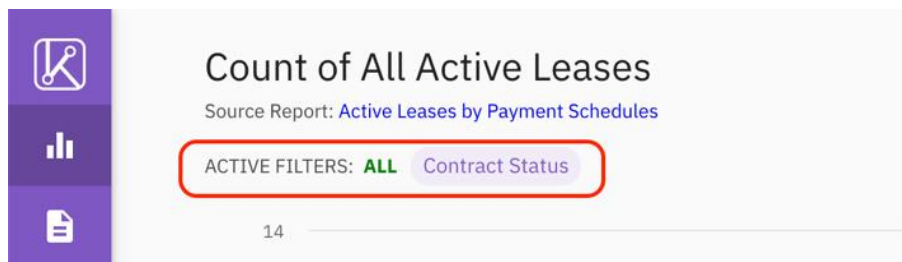 Count of All Active Leases
Source Report: Active Leases by Payment Schedules
ACTIVE FILTERS: ALL Contract Status
14